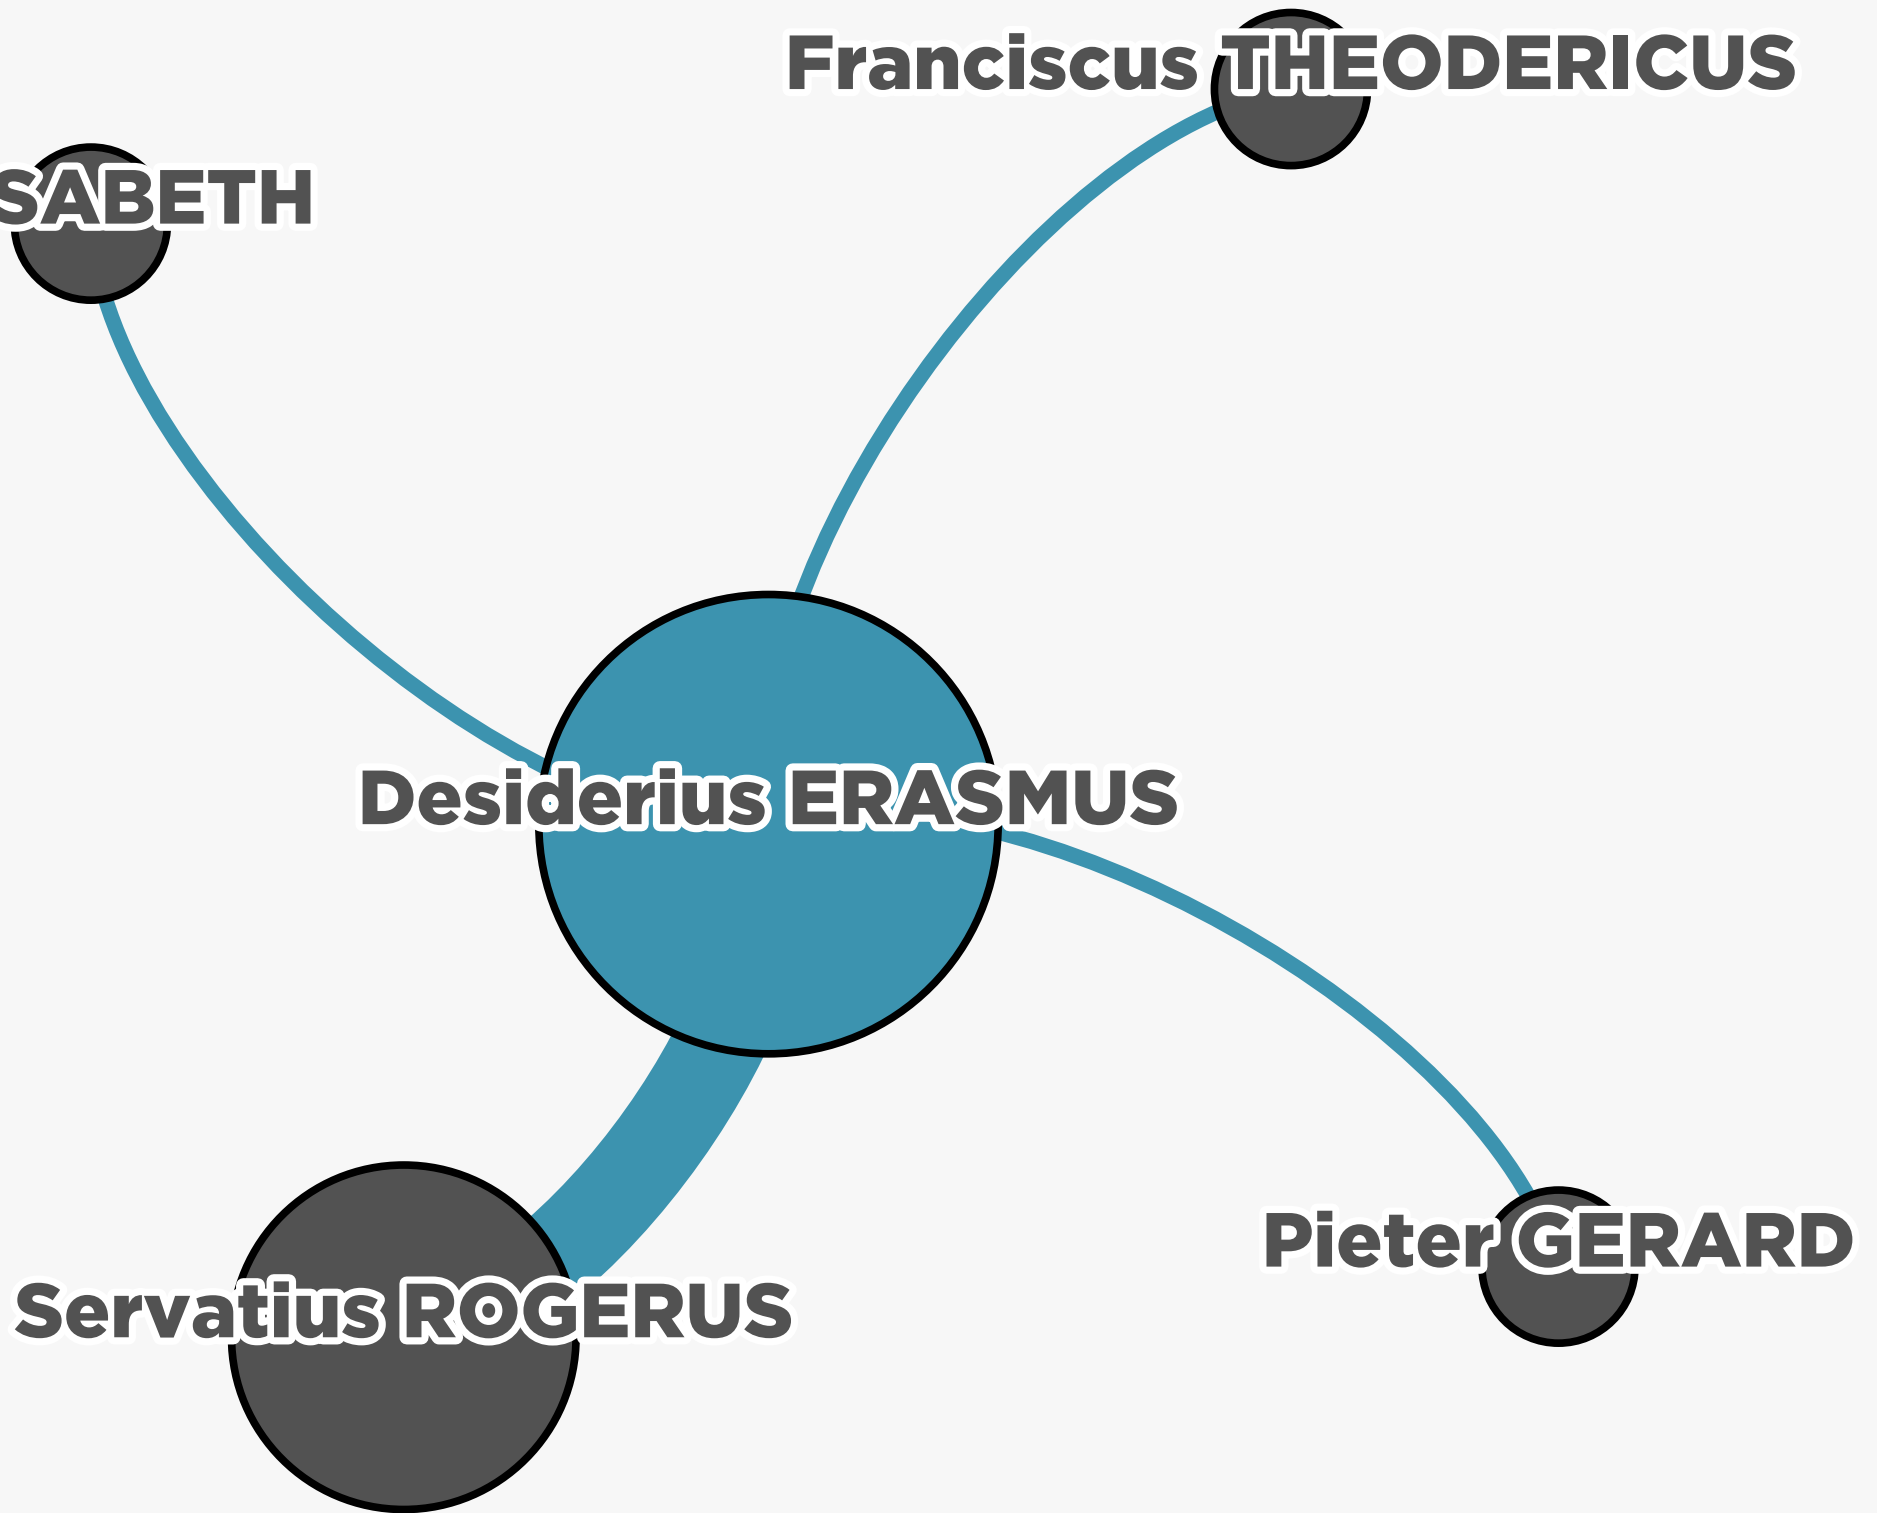 Franciscus THEODERICUS
SABETH
Desiderius ERASMUS
Pieter GERARD
Servatius ROGERUS